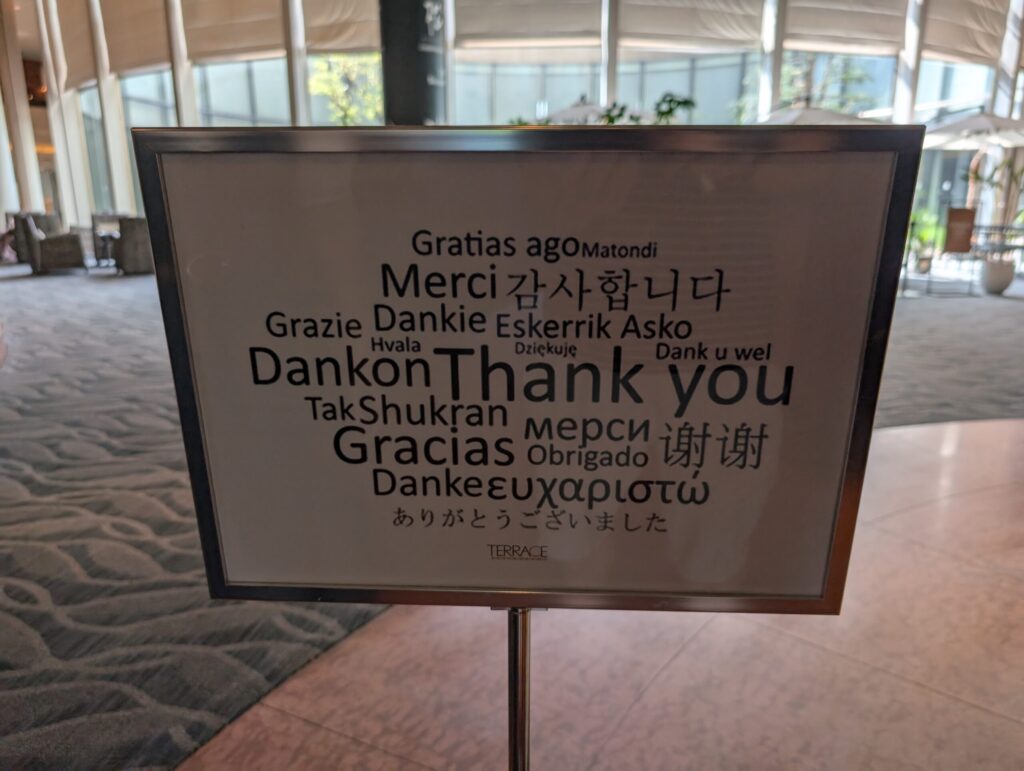 Gratias ago Matondi
Merci 감사합니다
Grazie Dankie Eskerrik Asko
Hvala Dziękuję Dank u wel
Dankon Thank you
Tak Shukran
Gracias мерси 谢谢
Obrigado
Danke ευχαριστώ
ありがとうございました
TERRACE